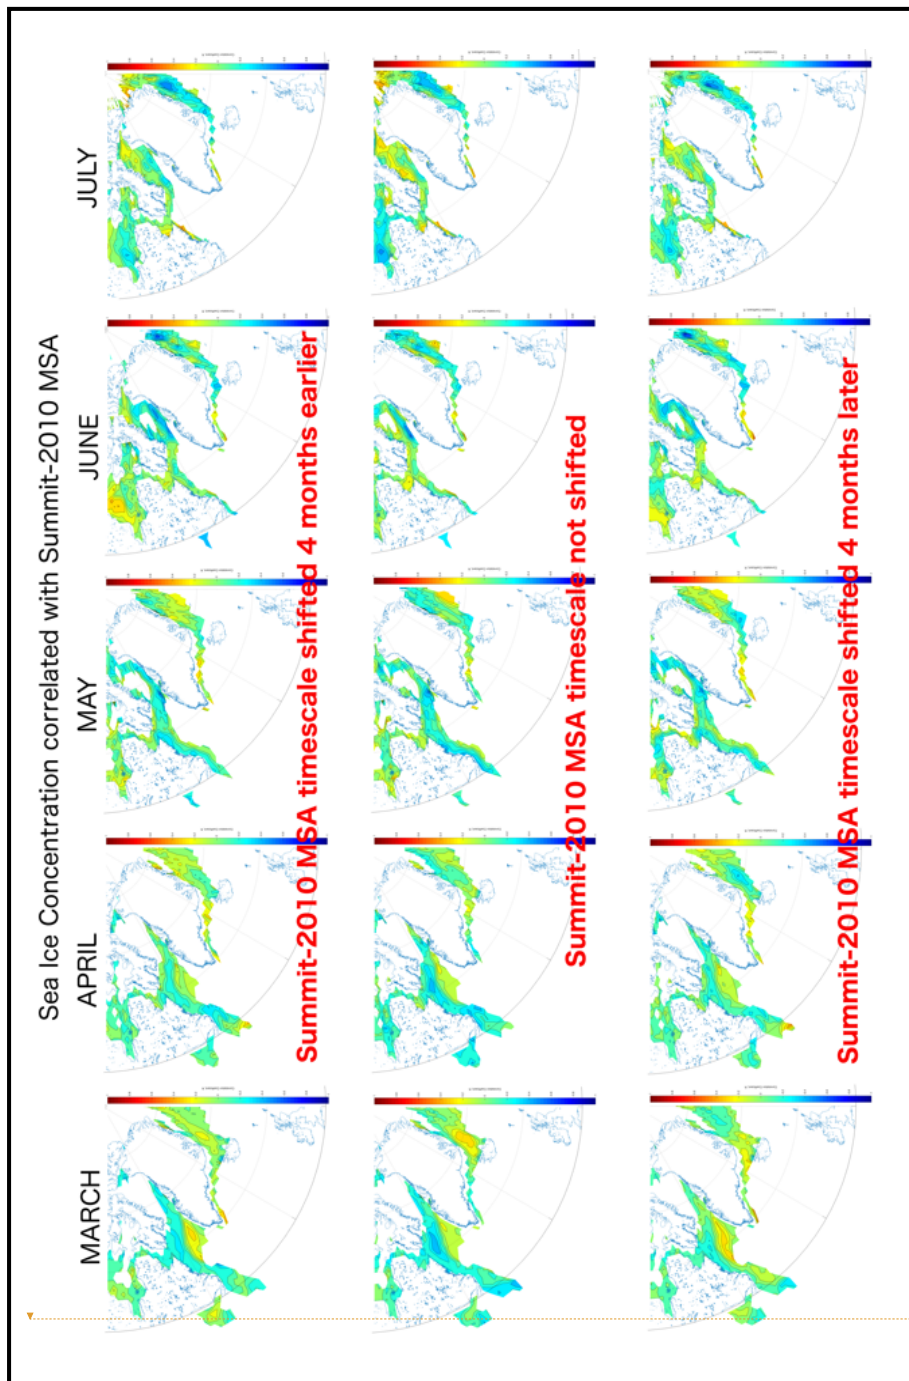 Sea Ice Concentration correlated with Summit-2010 MSA
MARCH
APRIL
MAY
JUNE
JULY
Summit-2010 MSA timescale shifted 4 months earlier
Summit-2010 MSA timescale not shifted
Summit-2010 MSA timescale shifted 4 months later